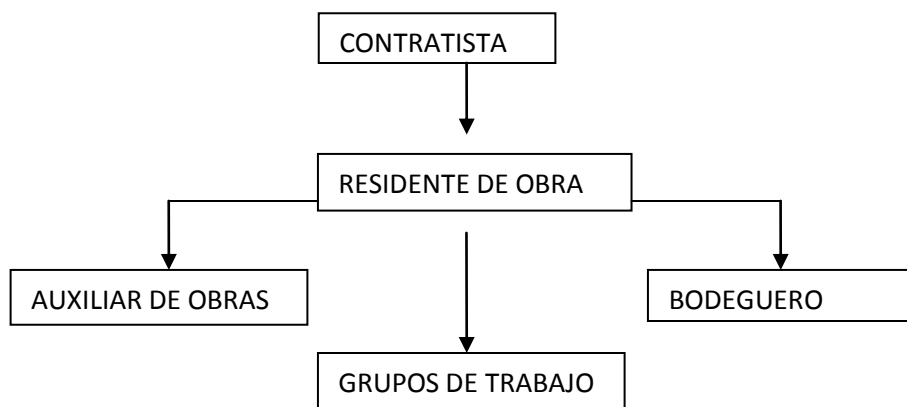 CONTRATISTA
RESIDENTE DE OBRA
AUXILIAR DE OBRAS
BODEGUERO
GRUPOS DE TRABAJO